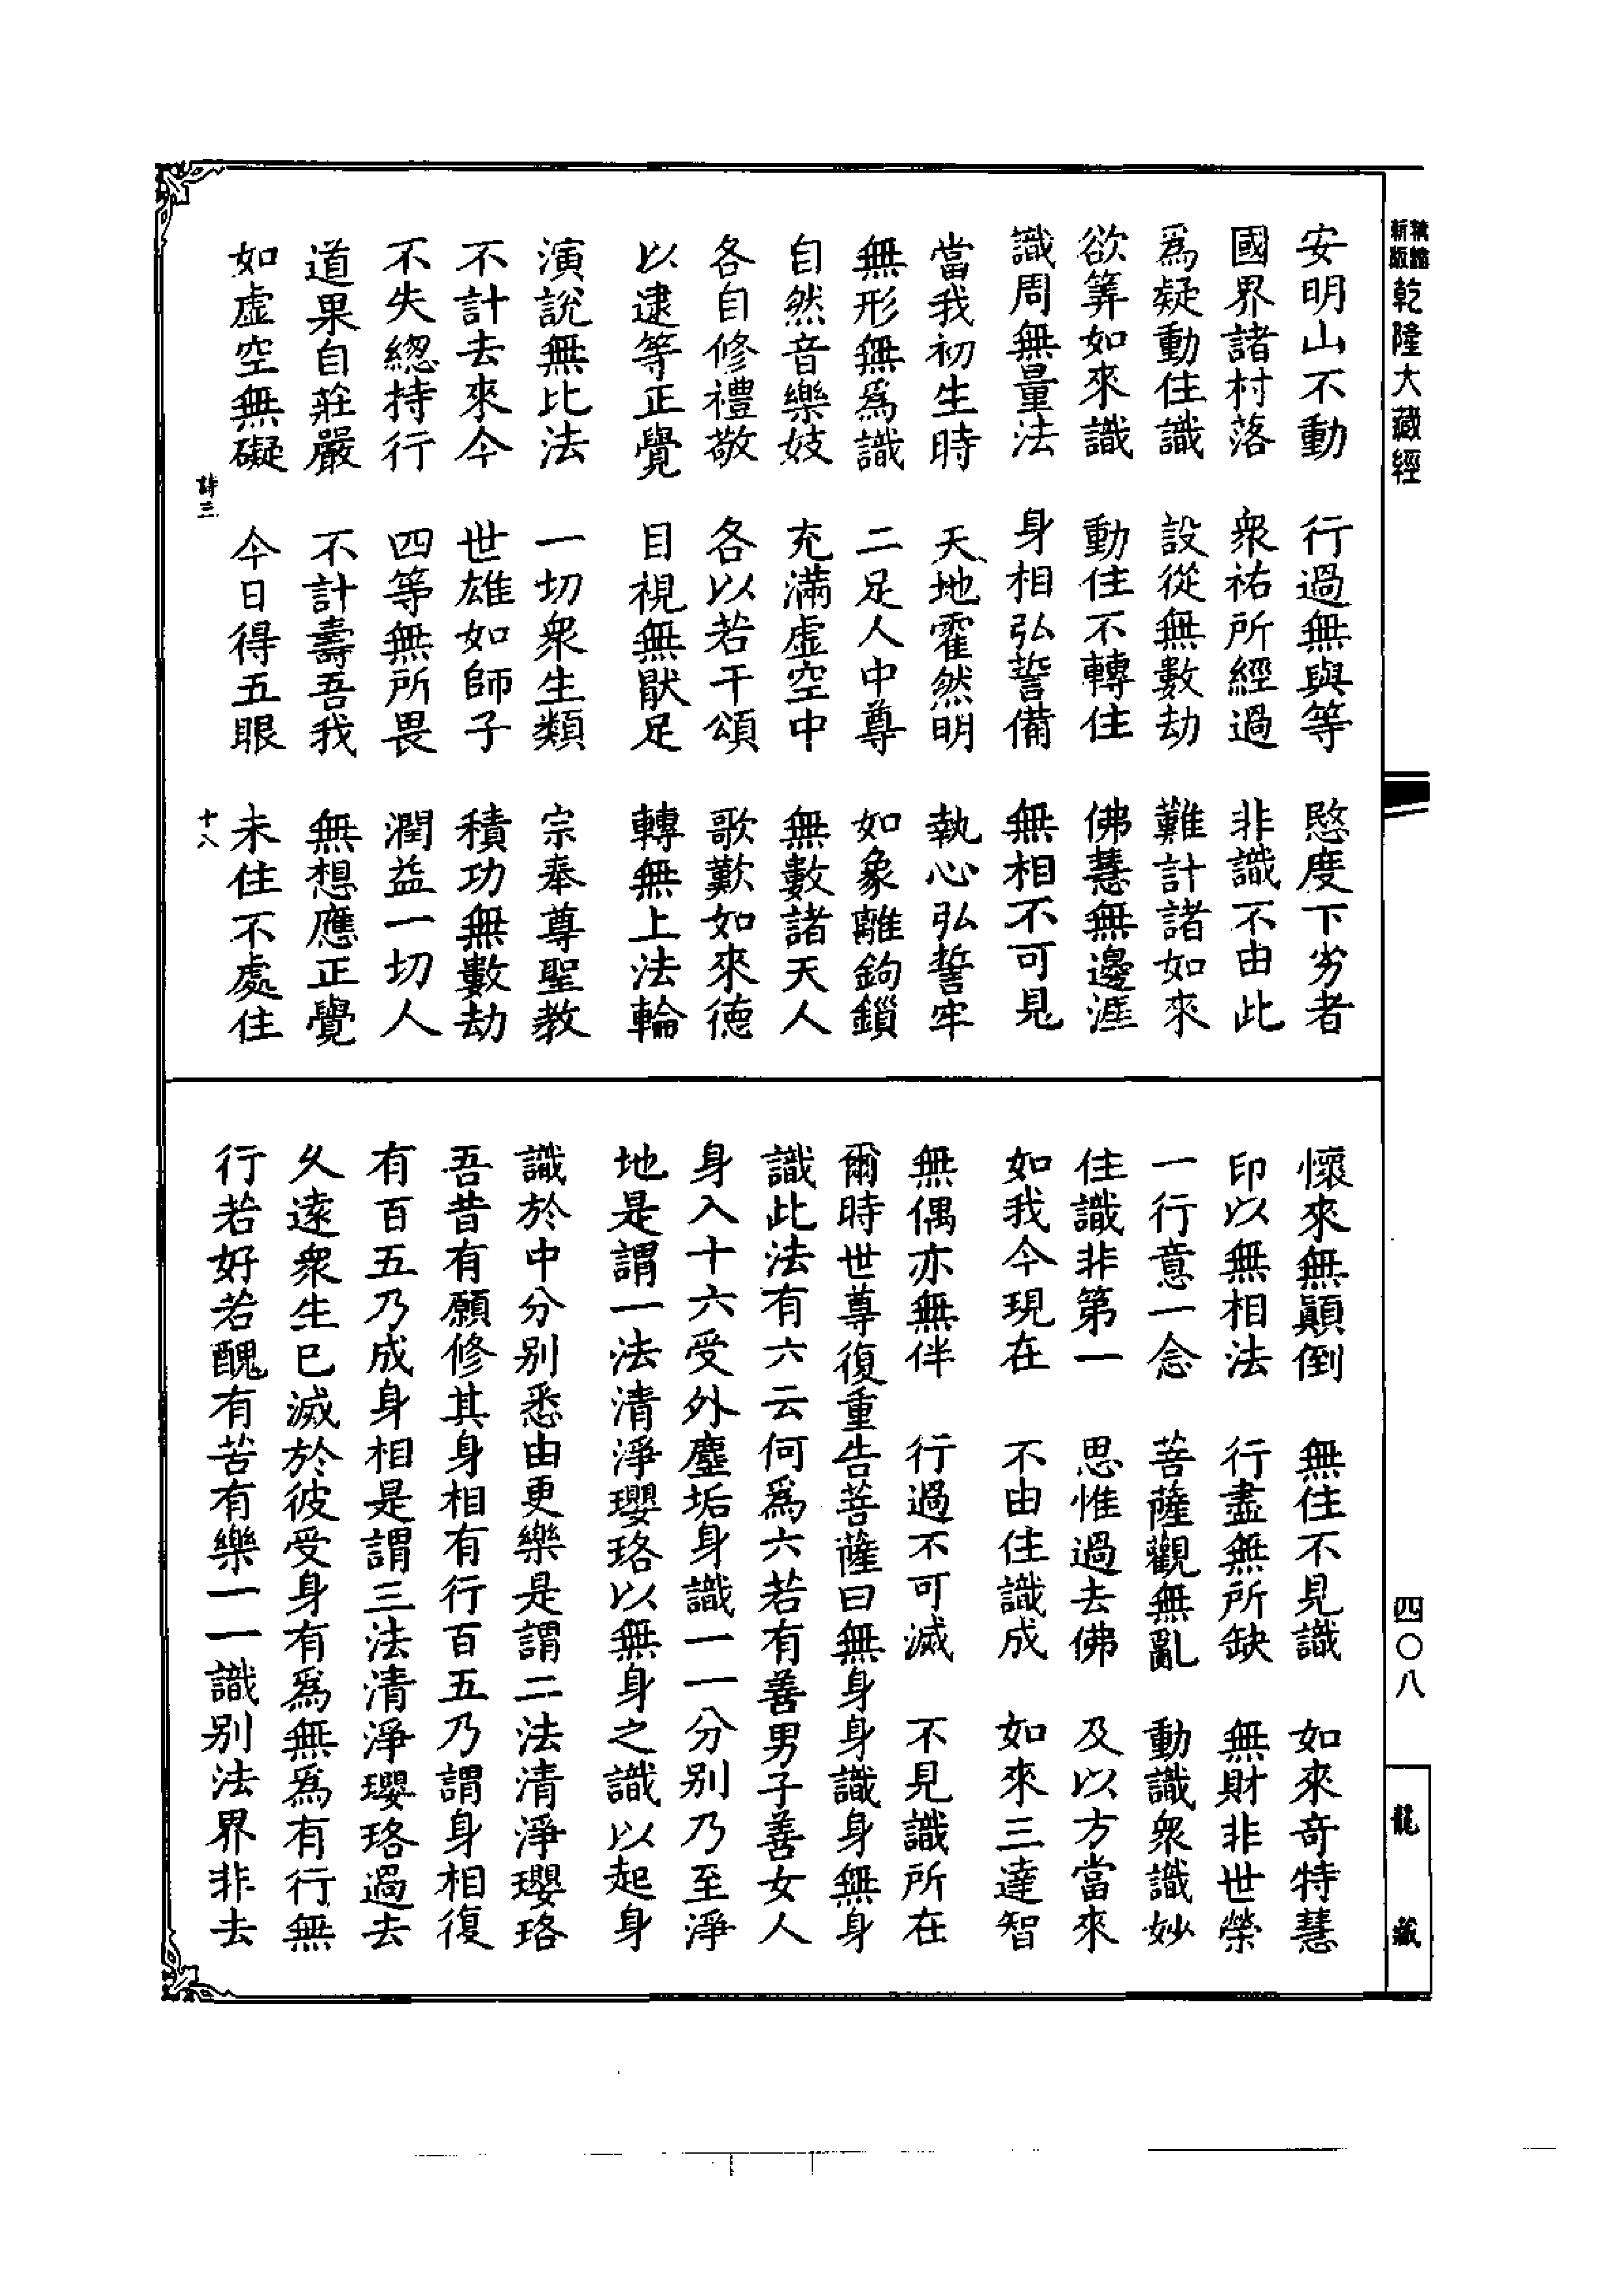 新版
乾隆大藏經
安明山不動　行過無與等　愍度下劣者
國界諸村落　衆祐所經過　非識不由此
爲疑動住識　設從無數劫　難計諸如來
欲筭如來識　動住不轉住　佛慧無邊涯
識周無量法　身相弘誓備　無相不可見
當我初生時　天地霍然明　執心弘誓牢
無形無爲識　二足人中尊　如象離鉤鎖
自然音樂妓　充滿虛空中　無數諸天人
各自修禮敬　各以若干頌　歌歎如來德
以逮等正覺　目視無猒足　轉無上法輪
演說無比法　一切衆生類　宗奉尊聖教
不計去來今　世雄如師子　積功無數劫
不失總持行　四等無所畏　潤益一切人
道果自莊嚴　不計壽吾我　無想應正覺
如虛空無礙　今日得五眼　未住不處住
詩三　十八
懷來無顚倒　無住不見識　如來奇特慧
印以無相法　行盡無所缺　無財非世榮
一行意一念　菩薩觀無亂　動識衆識妙
住識非第一　思惟過去佛　及以方當來
如我今現在　不由住識成　如來三達智
無偶亦無伴　行過不可滅　不見識所在
爾時世尊復重告菩薩曰無身身識身無身
識此法有六云何爲六若有善男子善女人
身入十六受外塵垢身識一一分別乃至淨
地是謂一法清淨瓔珞以無身之識以起身
識於中分別悉由更樂是謂二法清淨瓔珞
吾昔有願修其身相有行百五乃謂身相復
有百五乃成身相是謂三法清淨瓔珞過去
久遠衆生已滅於彼受身有爲無爲有行無
行若好若醜有苦有樂一一識別法界非去
四〇八
龍藏